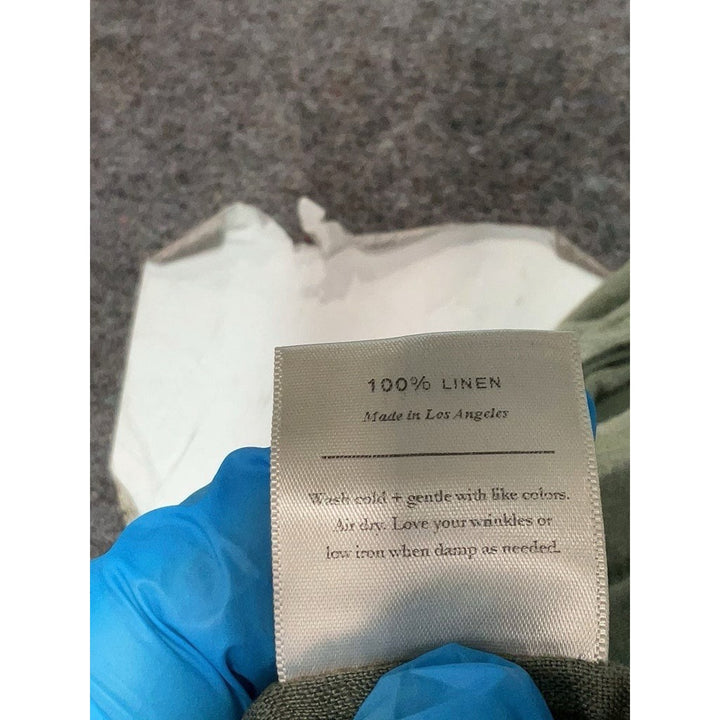 100% LINEN
Made in Los Angeles
Wash cold + gentle with like colors.
Air dry. Love your wrinkles or
low iron when damp as needed.